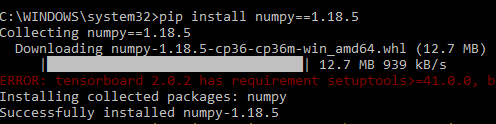 C:\WINDOWS\system32>pip install numpy==1.18.5
Collecting numpy==1.18.5
Downloading numpy-1.18.5-cp36-cp36m-win_amd64.whl (12.7 MB)
| | 12.7 MB 939 kB/s
ERROR: tensorboard 2.0.2 has requirement setuptools>=41.0.0, b
Installing collected packages: numpy
Successfully installed numpy-1.18.5